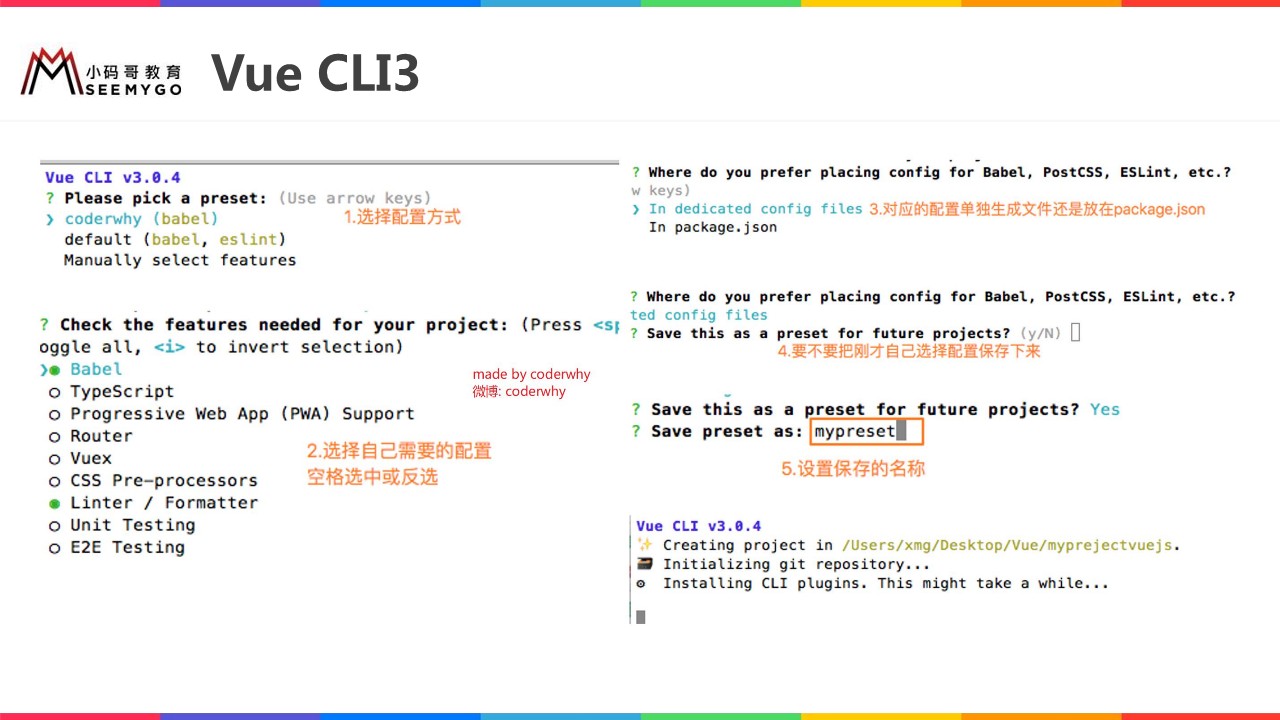 小码哥教育
SEEMYGO
Vue CLI3
Vue CLI v3.0.4
? Please pick a preset: (Use arrow keys)
❯ coderwhy (babel)
1.选择配置方式
default (babel, eslint)
Manually select features
? Check the features needed for your project: (Press <sp
oggle all, <i> to invert selection)
❯◉ Babel
◯ TypeScript
◯ Progressive Web App (PWA) Support
◯ Router
◯ Vuex
◯ CSS Pre-processors
◉ Linter / Formatter
◯ Unit Testing
◯ E2E Testing
2.选择自己需要的配置
空格选中或反选
made by coderwhy
微博: coderwhy
? Where do you prefer placing config for Babel, PostCSS, ESLint, etc.?
w keys)
❯ In dedicated config files 3.对应的配置单独生成文件还是放在package.json
In package.json
? Where do you prefer placing config for Babel, PostCSS, ESLint, etc.?
ted config files
? Save this as a preset for future projects? (y/N)
4.要不要把刚才自己选择配置保存下来
? Save this as a preset for future projects? Yes
? Save preset as: mypreset
5.设置保存的名称
Vue CLI v3.0.4
✨ Creating project in /Users/xmg/Desktop/Vue/myprejectvuejs.
🗃 Initializing git repository...
⚙ Installing CLI plugins. This might take a while...